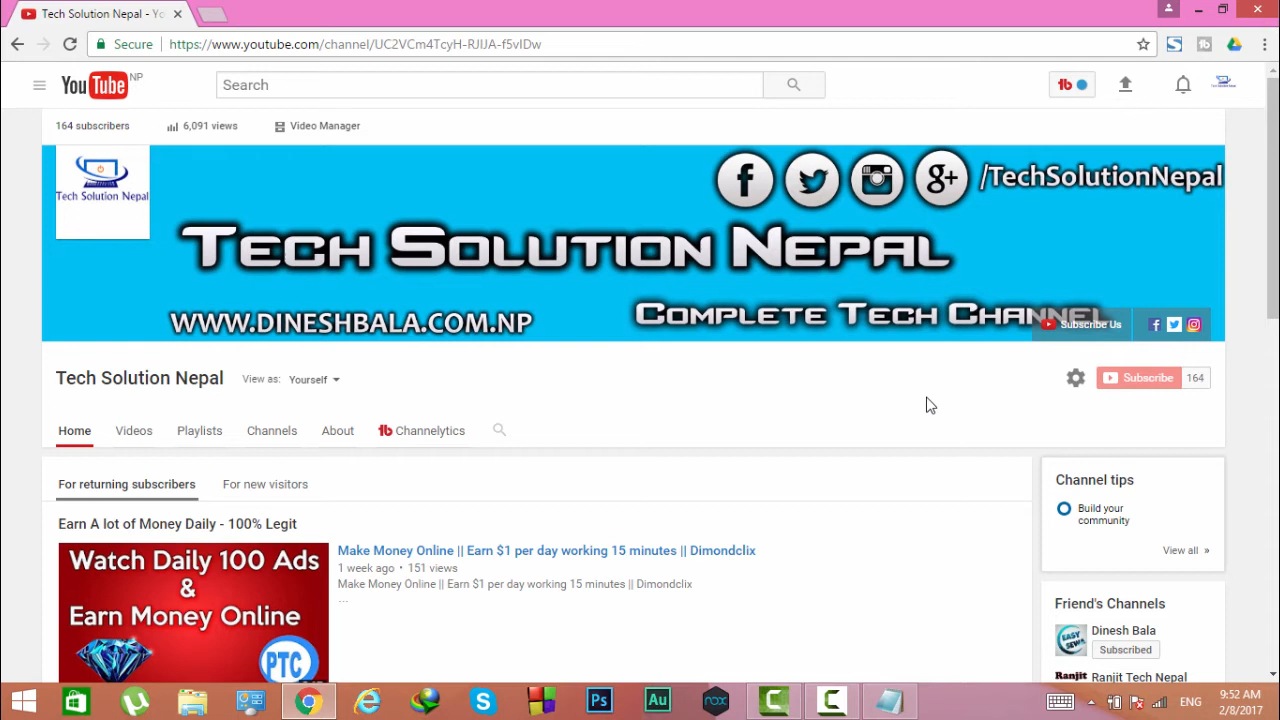 Tech Solution Nepal - Yo
Secure https://www.youtube.com/channel/UC2VCm4TcyH-RJIJA-f5vIDw
YouTube NP
Search
164 subscribers 6,091 views Video Manager
Tech Solution Nepal
/TechSolutionNepal
Tech Solution Nepal
WWW.DINESHBALA.COM.NP
Complete Tech Channel
Subscribe Us
Tech Solution Nepal View as: Yourself
Subscribe 164
Home Videos Playlists Channels About Channelytics
For returning subscribers For new visitors
Earn A lot of Money Daily - 100% Legit
Watch Daily 100 Ads
&
Earn Money Online
PTC
Make Money Online || Earn $1 per day working 15 minutes || Dimondclix
1 week ago • 151 views
Make Money Online || Earn $1 per day working 15 minutes || Dimondclix
...
Channel tips
Build your
community
View all »
Friend's Channels
EASY
SEWA
Dinesh Bala
Subscribed
Ranjit
Ranjit Tech Nepal
Ps
Au
nox
ENG
9:52 AM
2/8/2017